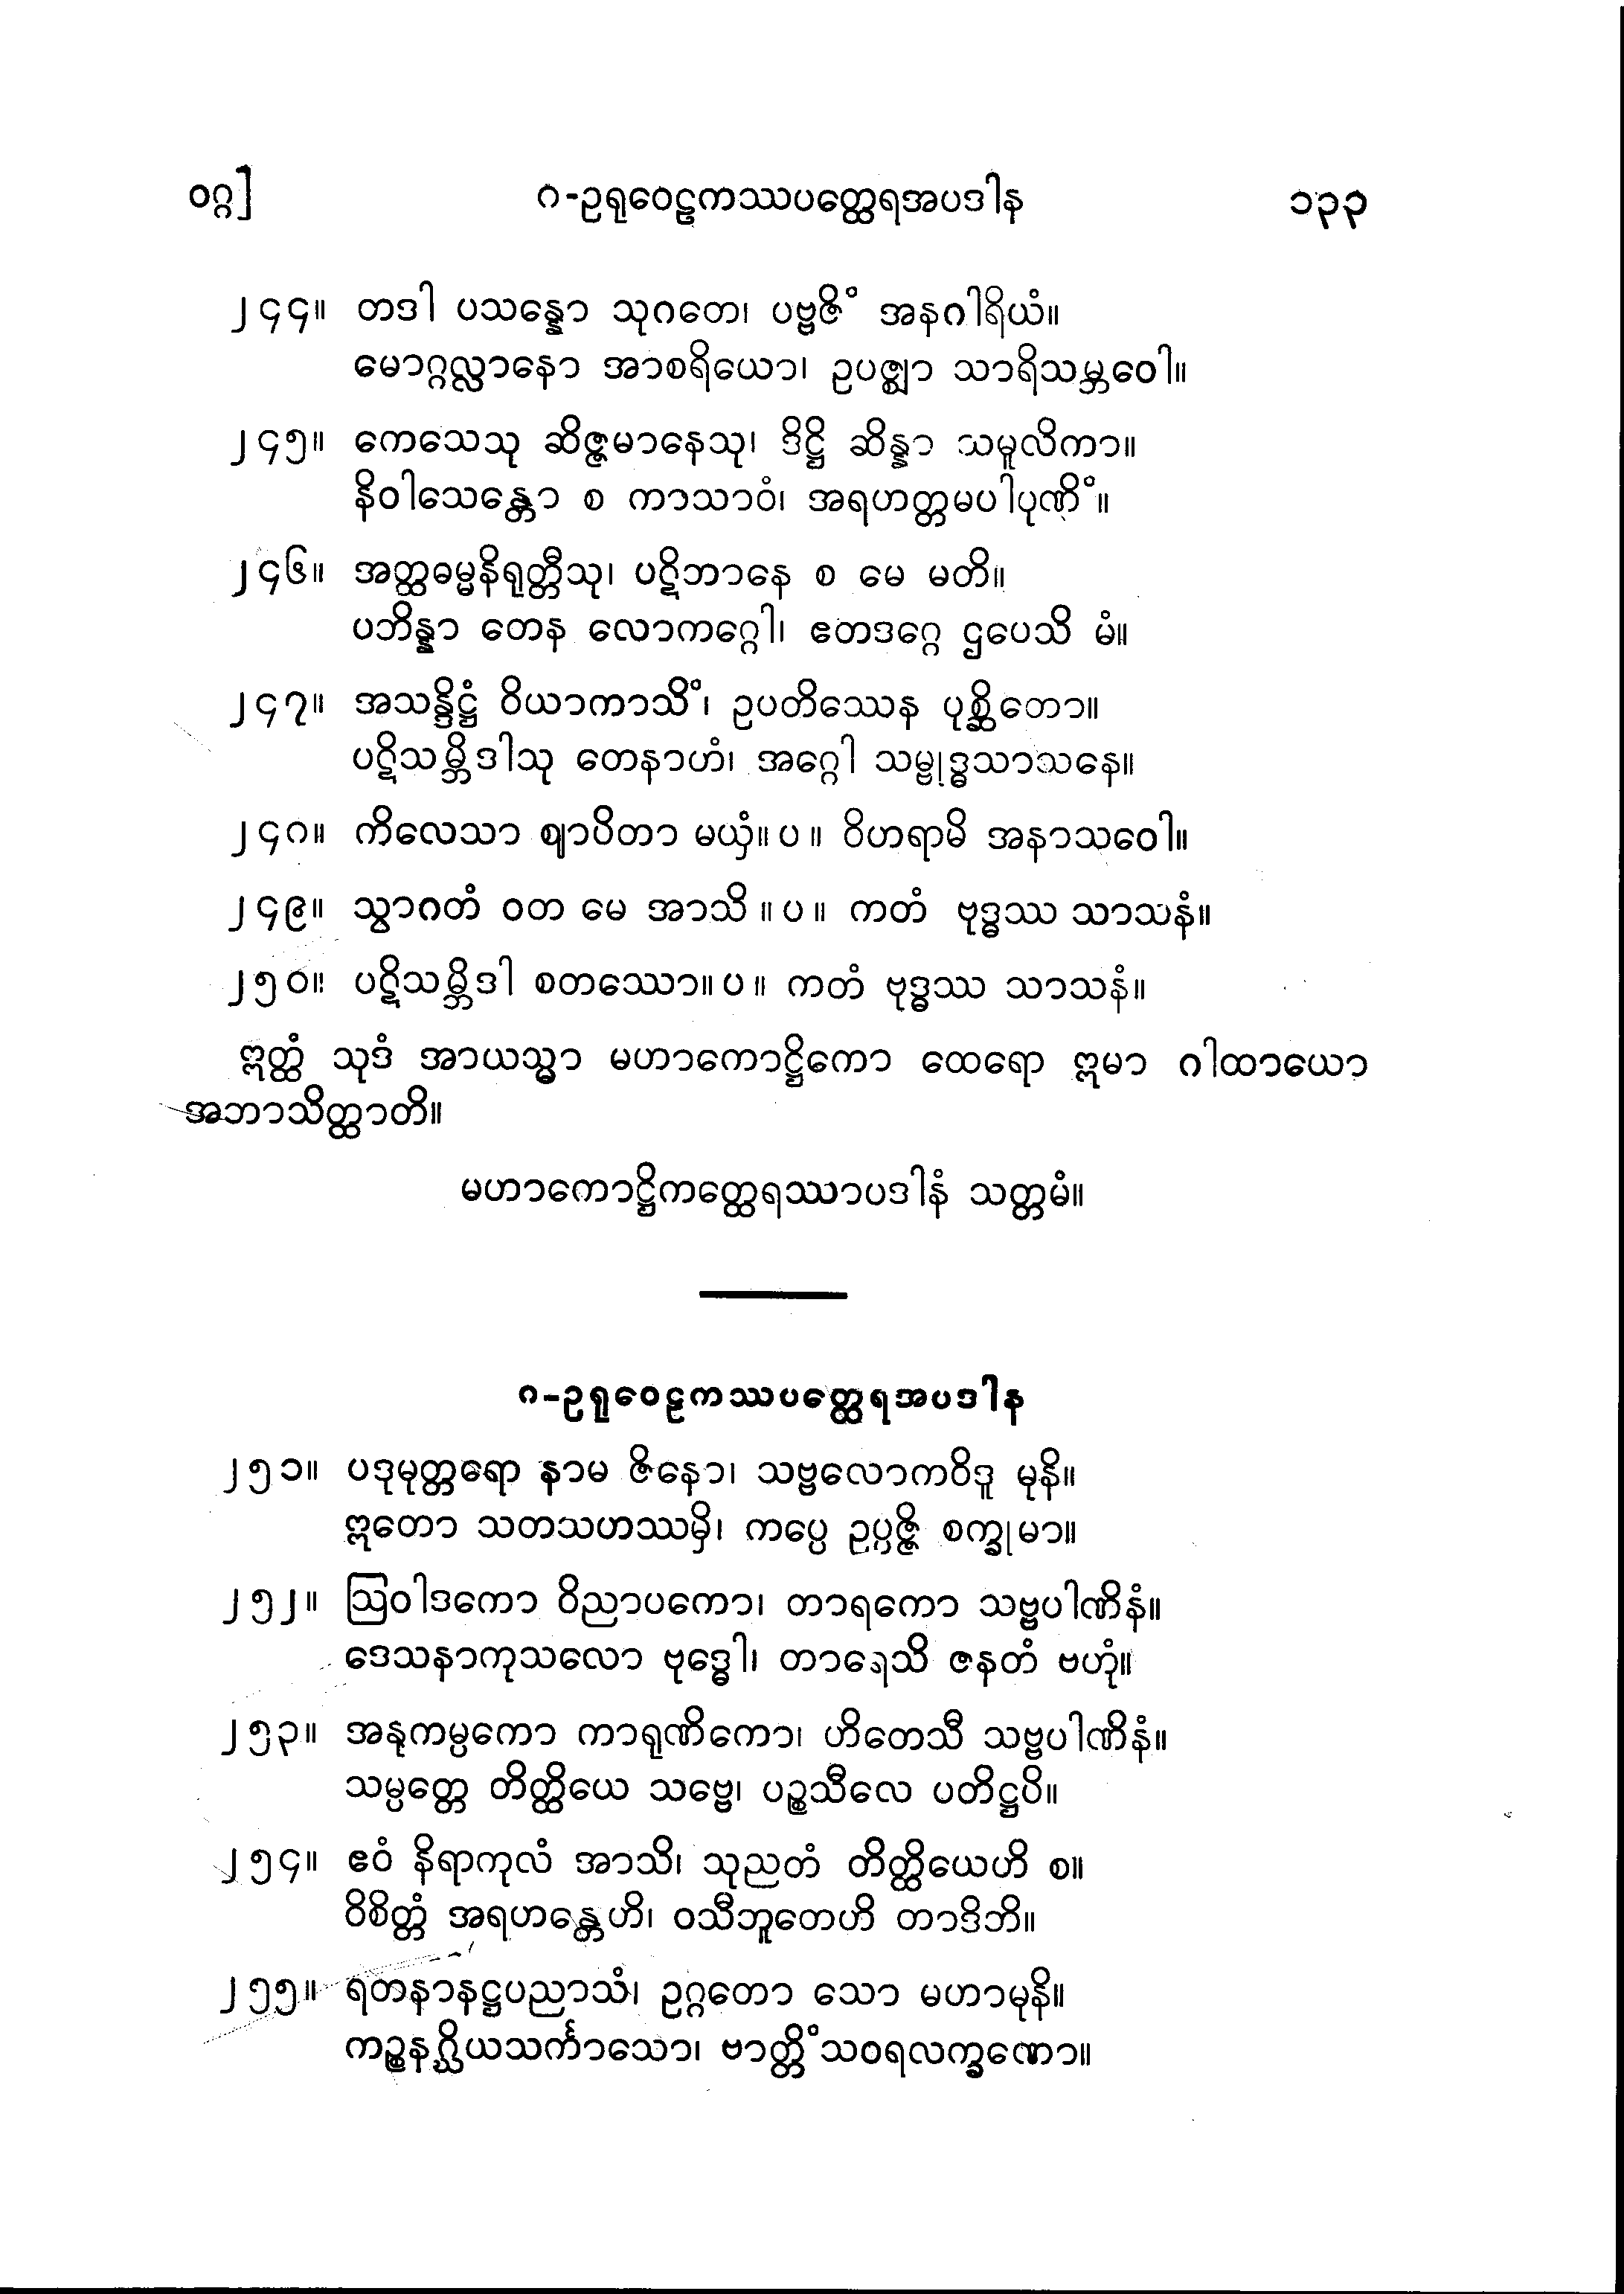 ဝဂ္ဂ] ၈-ဥရုဝေဠကဿပတ္ထေရအပဒါန ၁၃၃
၂၄၄။ တဒါ ပသန္နော သုဂတေ၊ ပဗ္ဗဇိံ အနဂါရိယံ။
မောဂ္ဂလ္လာနော အာစရိယော၊ ဥပဇ္ဈာ သာရိသမ္ဘဝေါ။
၂၄၅။ ကေသေသု ဆိဇ္ဇမာနေသု၊ ဒိဋ္ဌိ ဆိန္နာ သမူလိကာ။
နိဝါသေန္တော စ ကာသာဝံ၊ အရဟတ္တမပါပုဏိံ။
၂၄၆။ အတ္ထဓမ္မနိရုတ္တီသု၊ ပဋိဘာနေ စ မေ မတိ။
ပဘိန္နာ တေန လောကဂ္ဂေါ၊ ဧတဒဂ္ဂေ ဌပေသိ မံ။
၂၄၇။ အသန္ဒိဋ္ဌံ ဝိယာကာသိံ၊ ဥပတိဿေန ပုစ္ဆိတော။
ပဋိသမ္ဘိဒါသု တေနာဟံ၊ အဂ္ဂေါ သမ္ဗုဒ္ဓသာသနေ။
၂၄၈။ ကိလေသာ ဈာပိတာ မယှံ။ ပ ။ ဝိဟရာမိ အနာသဝေါ။
၂၄၉။ သွာဂတံ ဝတ မေ အာသိ ။ ပ ။ ကတံ ဗုဒ္ဓဿ သာသနံ။
၂၅၀။ ပဋိသမ္ဘိဒါ စတဿော။ ပ ။ ကတံ ဗုဒ္ဓဿ သာသနံ။
ဣတ္ထံ သုဒံ အာယသ္မာ မဟာကောဋ္ဌိကော ထေရော ဣမာ ဂါထာယော
အဘာသိတ္ထာတိ။
မဟာကောဋ္ဌိကတ္ထေရဿာပဒါနံ သတ္တမံ။
၈-ဥရုဝေဠကဿပတ္ထေရအပဒါန
၂၅၁။ ပဒုမုတ္တရော နာမ ဇိနော၊ သဗ္ဗလောကဝိဒူ မုနိ။
ဣတော သတသဟဿမှိ၊ ကပ္ပေ ဥပ္ပဇ္ဇိ စက္ခုမာ။
၂၅၂။ ဩဝါဒကော ဝိညာပကော၊ တာရကော သဗ္ဗပါဏိနံ။
ဒေသနာကုသလော ဗုဒ္ဓေါ၊ တာရေသိ ဇနတံ ဗဟုံ။
၂၅၃။ အနုကမ္ပကော ကာရုဏိကော၊ ဟိတေသီ သဗ္ဗပါဏိနံ။
သမ္ပတ္တေ တိတ္ထိယေ သဗ္ဗေ၊ ပဉ္စသီလေ ပတိဋ္ဌပိ။
၂၅၄။ ဧဝံ နိရာကုလံ အာသိ၊ သုညတံ တိတ္ထိယေဟိ စ။
ဝိစိတ္တံ အရဟန္တေဟိ၊ ဝသီဘူတေဟိ တာဒိဘိ။
၂၅၅။ ရတနာနဋ္ဌပညာသံ၊ ဥဂ္ဂတော သော မဟာမုနိ။
ကဉ္စနဂ္ဃိယသင်္ကာသော၊ ဗာတ္တိံသဝရလက္ခဏော။